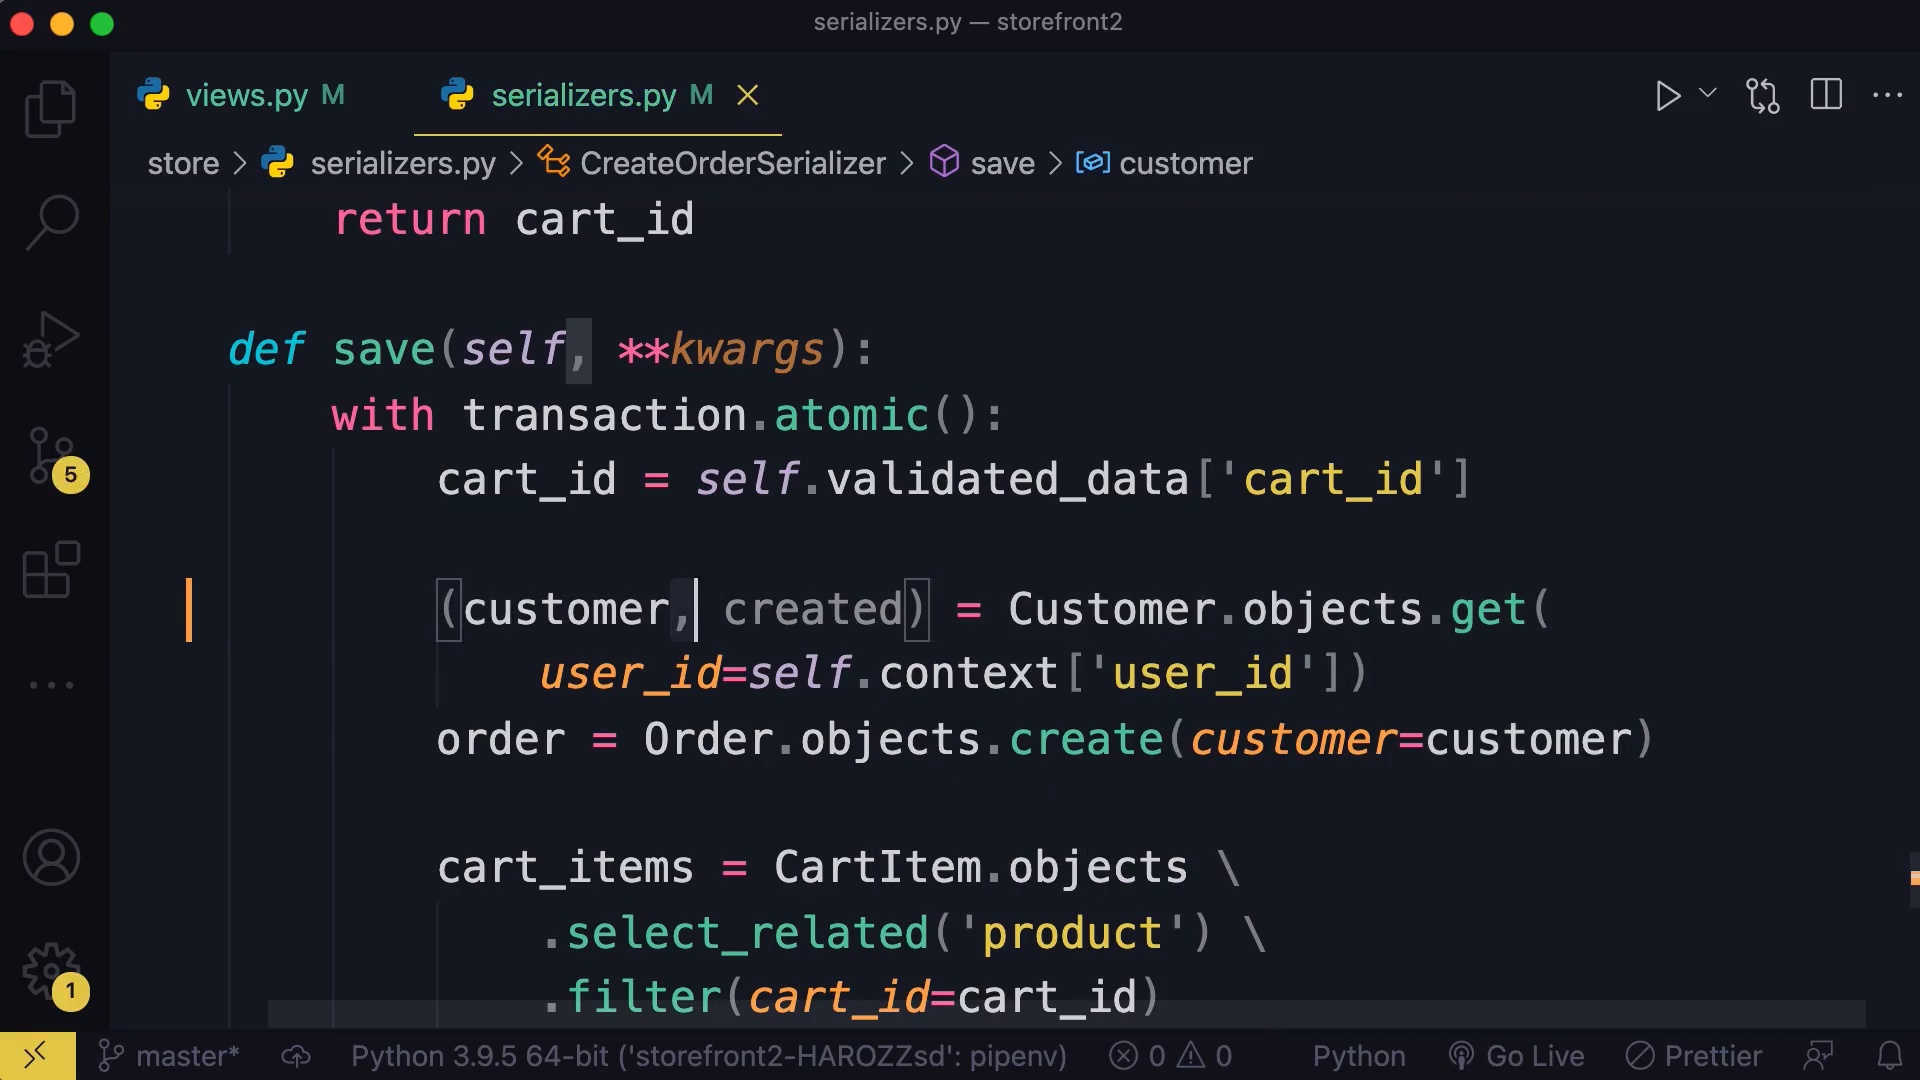 serializers.py — storefront2
views.py M
serializers.py M
store > serializers.py > CreateOrderSerializer > save > customer
return cart_id
def save(self, **kwargs):
with transaction.atomic():
cart_id = self.validated_data['cart_id']
(customer, created) = Customer.objects.get(
user_id=self.context['user_id'])
order = Order.objects.create(customer=customer)
cart_items = CartItem.objects \
.select_related('product') \
.filter(cart_id=cart_id)
5
1
master* Python 3.9.5 64-bit ('storefront2-HAROZZsd': pipenv) 0 0 Python Go Live Prettier